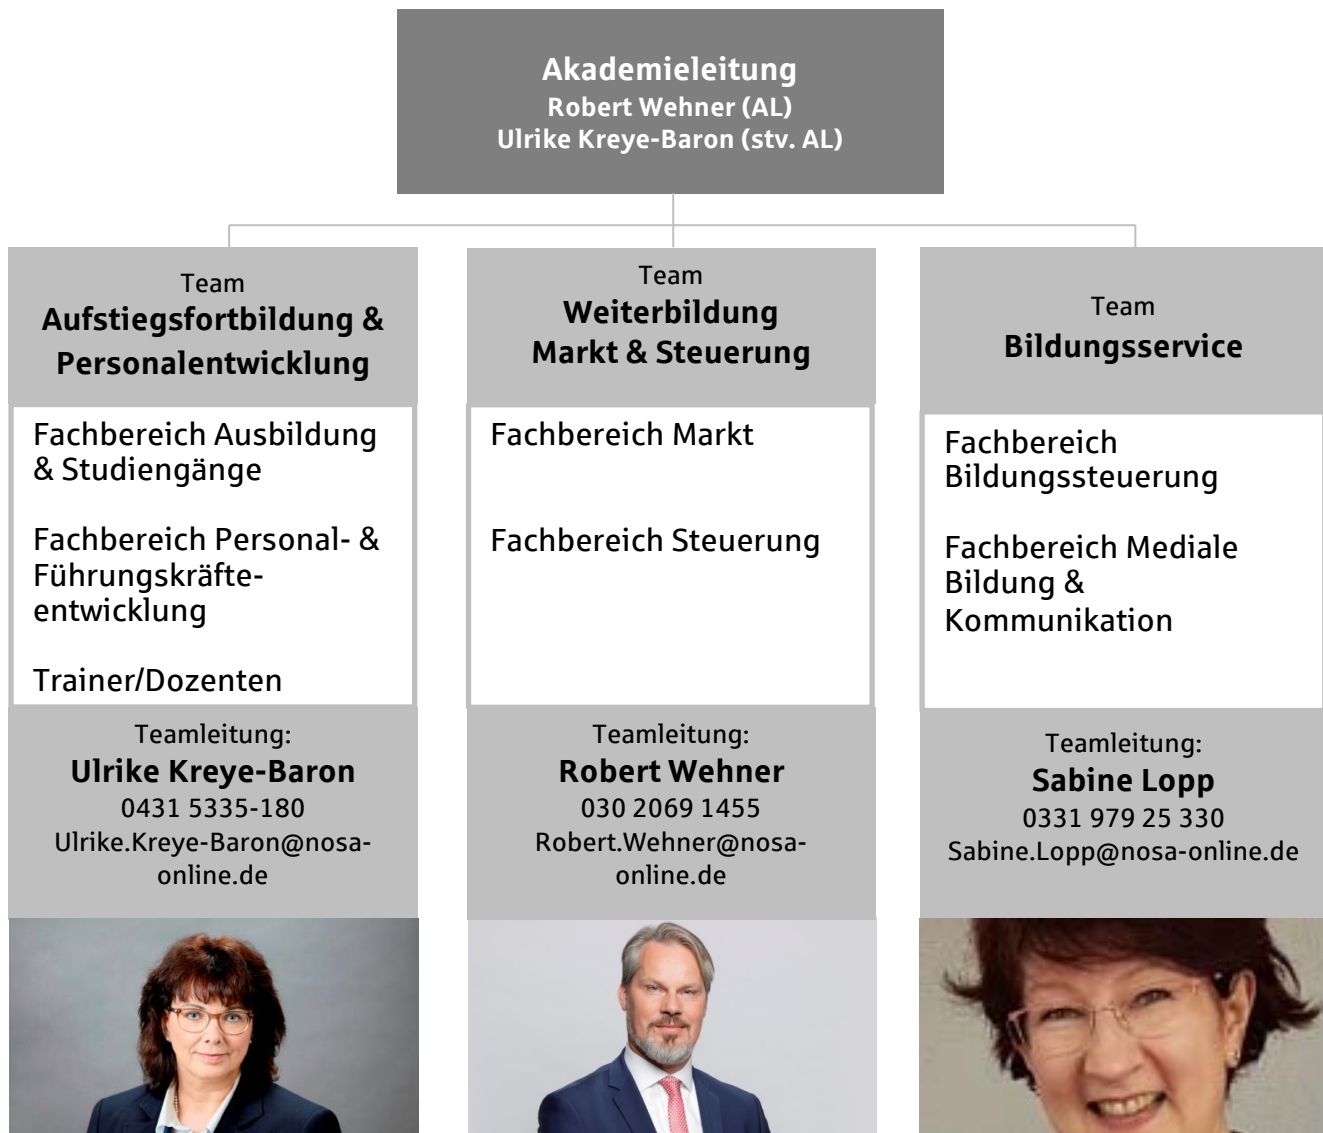 Akademieleitung
Robert Wehner (AL)
Ulrike Kreye-Baron (stv. AL)
Team
Aufstiegsfortbildung &
Personalentwicklung
Fachbereich Ausbildung
& Studiengänge
Fachbereich Personal- &
Führungskräfte-
entwicklung
Trainer/Dozenten
Teamleitung:
Ulrike Kreye-Baron
0431 5335-180
Ulrike.Kreye-Baron@nosa-
online.de
Team
Weiterbildung
Markt & Steuerung
Fachbereich Markt
Fachbereich Steuerung
Teamleitung:
Robert Wehner
030 2069 1455
Robert.Wehner@nosa-
online.de
Team
Bildungsservice
Fachbereich
Bildungssteuerung
Fachbereich Mediale
Bildung &
Kommunikation
Teamleitung:
Sabine Lopp
0331 979 25 330
Sabine.Lopp@nosa-online.de